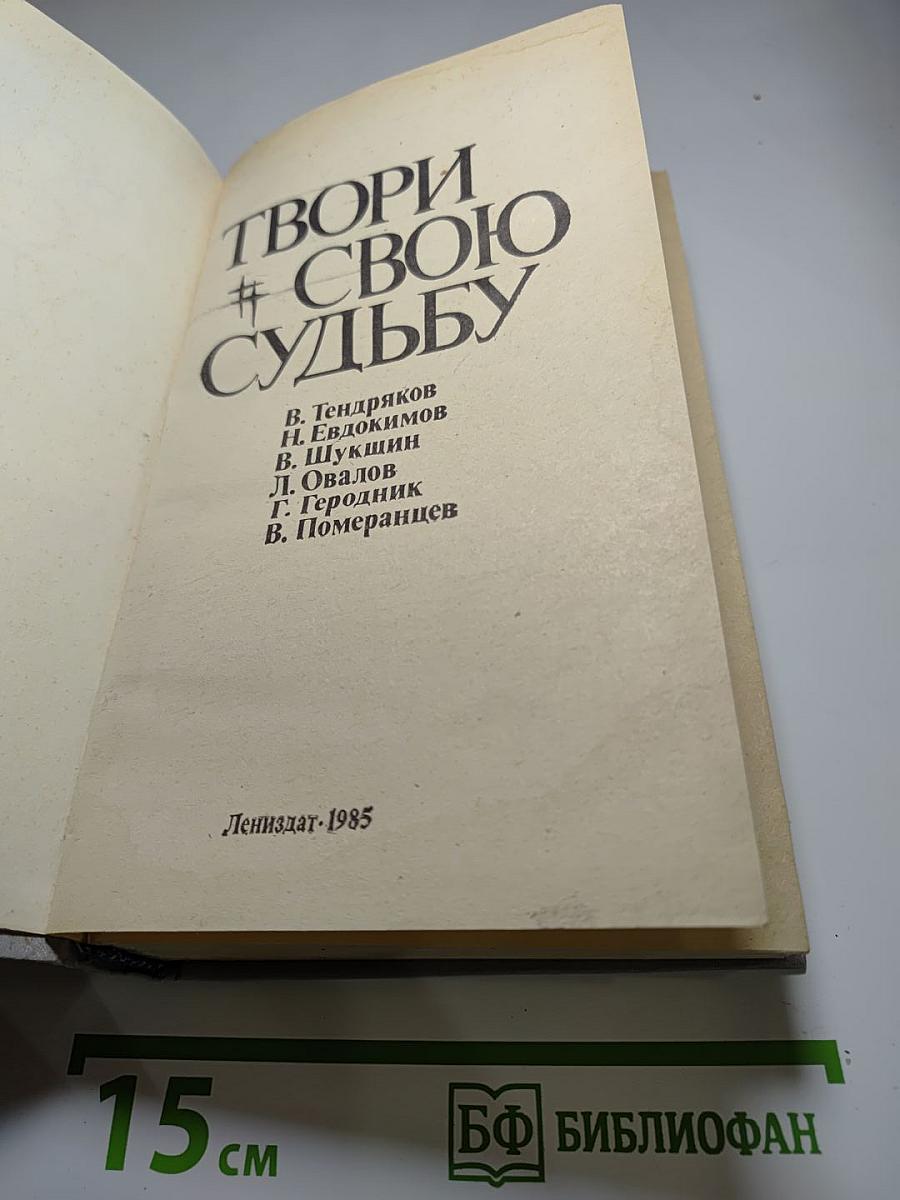 ТВОРИ
# СВОЮ
СУДЬБУ
В. Тендряков
Н. Евдокимов
В. Шукшин
Л. Овалов
Г. Геродник
В. Померанцев
Лениздат·1985
15 см
БФ БИБЛИОФАН